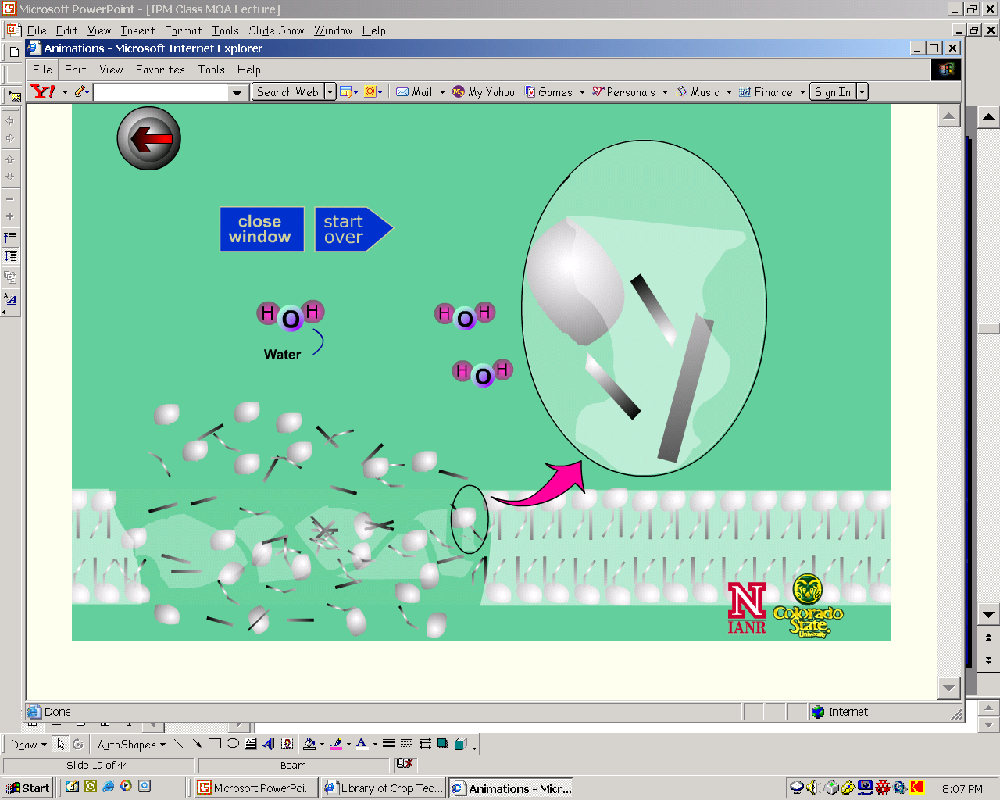 Microsoft PowerPoint - [IPM Class MOA Lecture]
File Edit View Insert Format Tools Slide Show Window Help
Animations - Microsoft Internet Explorer
File Edit View Favorites Tools Help
Y! Search Web Mail My Yahoo! Games Personals Music Finance Sign In
close window
start over
H O H
Water
H O H
H O H
N
IANR
Colorado
State
University
Done Internet
Draw AutoShapes
Slide 19 of 44 Beam
Start Microsoft PowerPoi... Library of Crop Tec... Animations - Micr... 8:07 PM